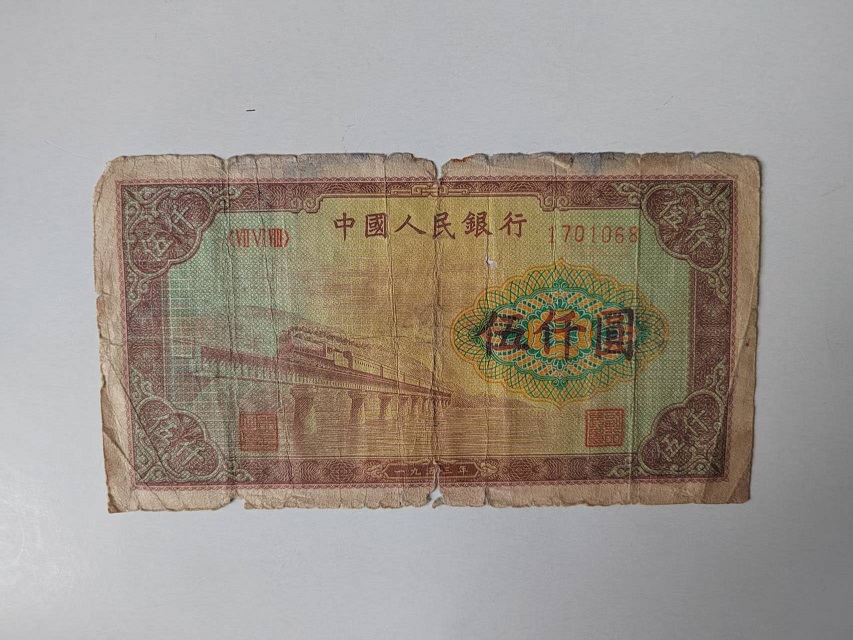 伍仟 伍仟
中國人民銀行
〈VII VI VIII〉 1701068
伍仟圓
伍仟 伍仟
一九五三年